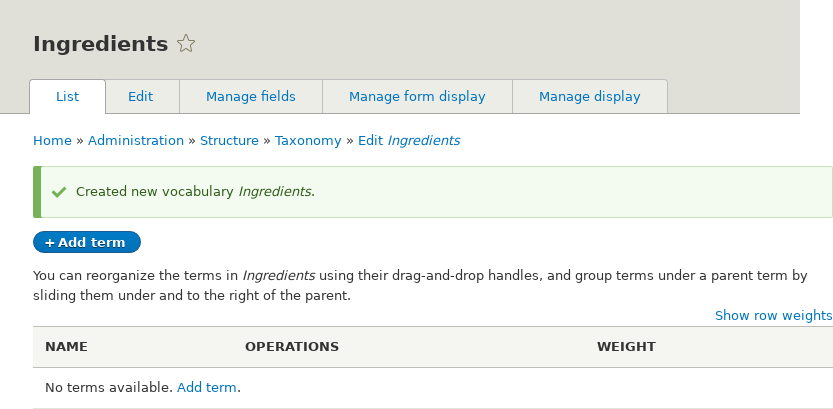 Ingredients
List Edit Manage fields Manage form display Manage display
Home » Administration » Structure » Taxonomy » Edit Ingredients
Created new vocabulary Ingredients.
+ Add term
You can reorganize the terms in Ingredients using their drag-and-drop handles, and group terms under a parent term by
sliding them under and to the right of the parent.
Show row weights
NAME OPERATIONS WEIGHT
No terms available. Add term.